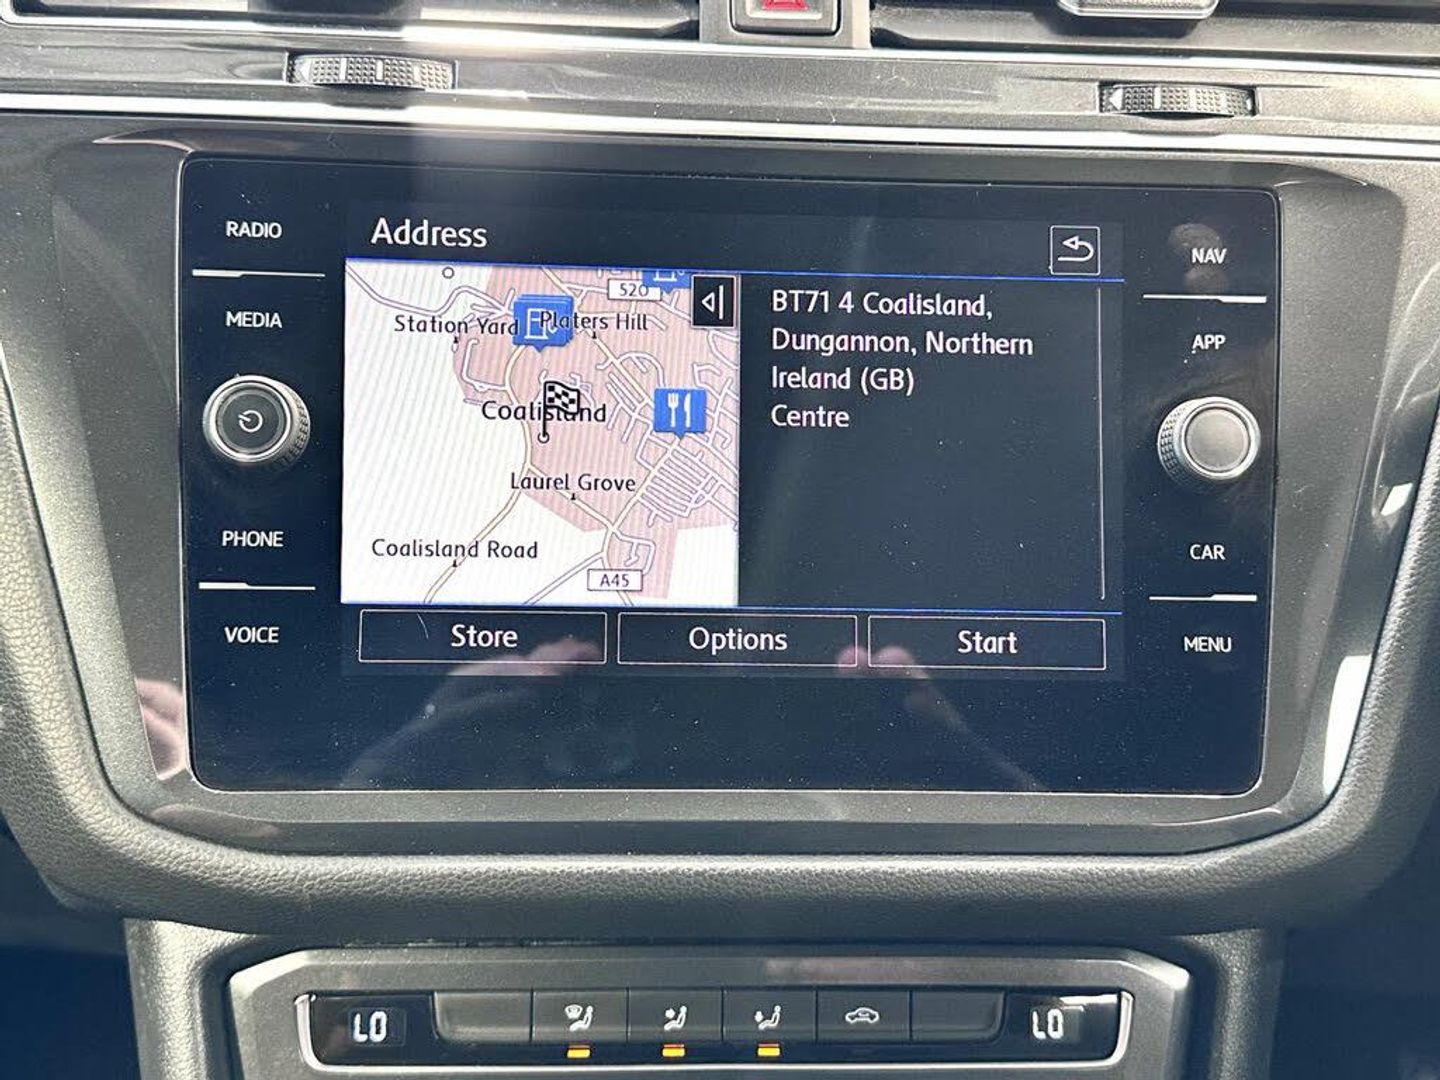 RADIO
MEDIA
PHONE
VOICE
Address
520
Station Yard
Platers Hill
Coalisland
Laurel Grove
Coalisland Road
A45
BT71 4 Coalisland,
Dungannon, Northern
Ireland (GB)
Centre
Store
Options
Start
NAV
APP
CAR
MENU
LO
LO